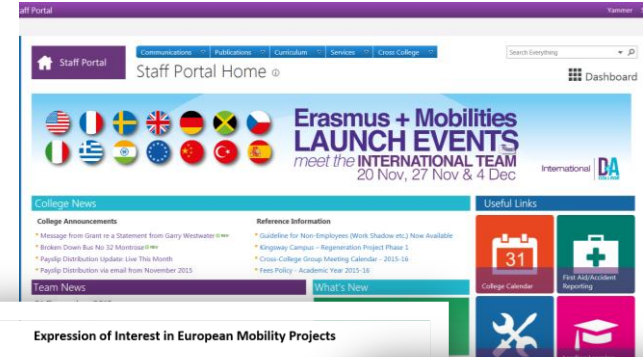 aff Portal
Yammer
Staff Portal
Communications
Publications
Curriculum
Services
Cross College
Search Everything
Staff Portal Home
Dashboard
Erasmus + Mobilities
LAUNCH EVENTS
meet the INTERNATIONAL TEAM
20 Nov, 27 Nov & 4 Dec
International D&A
College News
Useful Links
College Announcements
Reference Information
Message from Grant re a Statement from Garry Westwater
Guideline for Non-Employees (Work Shadow etc.) Now Available
Broken Down Bus No 32 Montrose
Kingsway Campus – Regeneration Project Phase 1
Payslip Distribution Update: Live This Month
Cross-College Group Meeting Calendar - 2015-16
Payslip Distribution via email from November 2015
Fees Policy - Academic Year 2015-16
31
College Calendar
First Aid/Accident
Reporting
Team News
What's New
Expression of Interest in European Mobility Projects